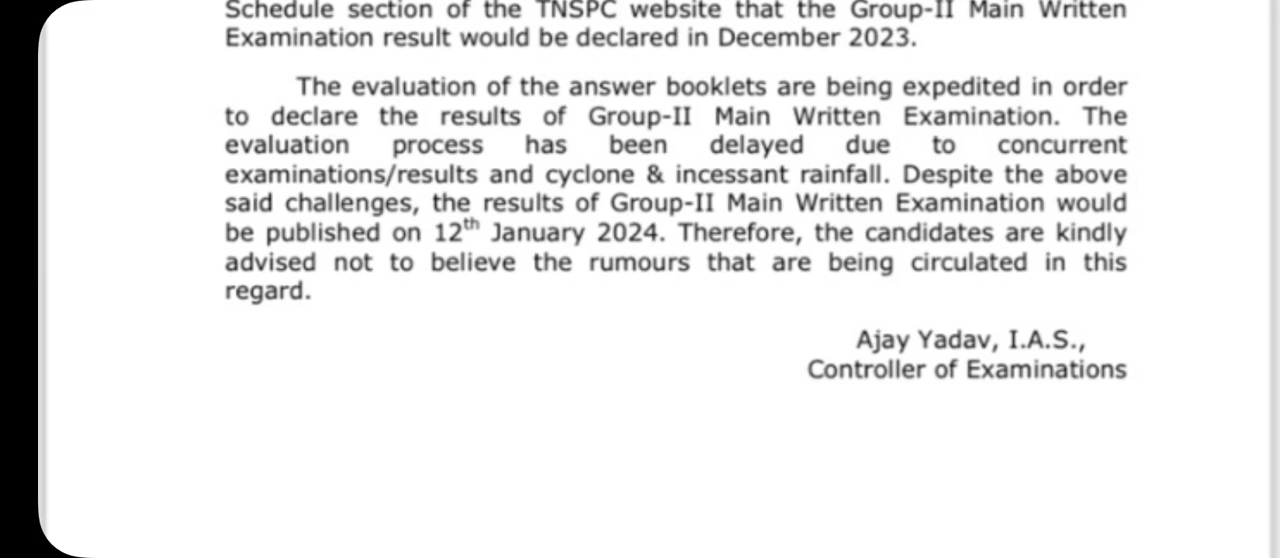 Schedule section of the TNSPC website that the Group-II Main Written
Examination result would be declared in December 2023.
The evaluation of the answer booklets are being expedited in order
to declare the results of Group-II Main Written Examination. The
evaluation process has been delayed due to concurrent
examinations/results and cyclone & incessant rainfall. Despite the above
said challenges, the results of Group-II Main Written Examination would
be published on 12th January 2024. Therefore, the candidates are kindly
advised not to believe the rumours that are being circulated in this
regard.
Ajay Yadav, I.A.S.,
Controller of Examinations